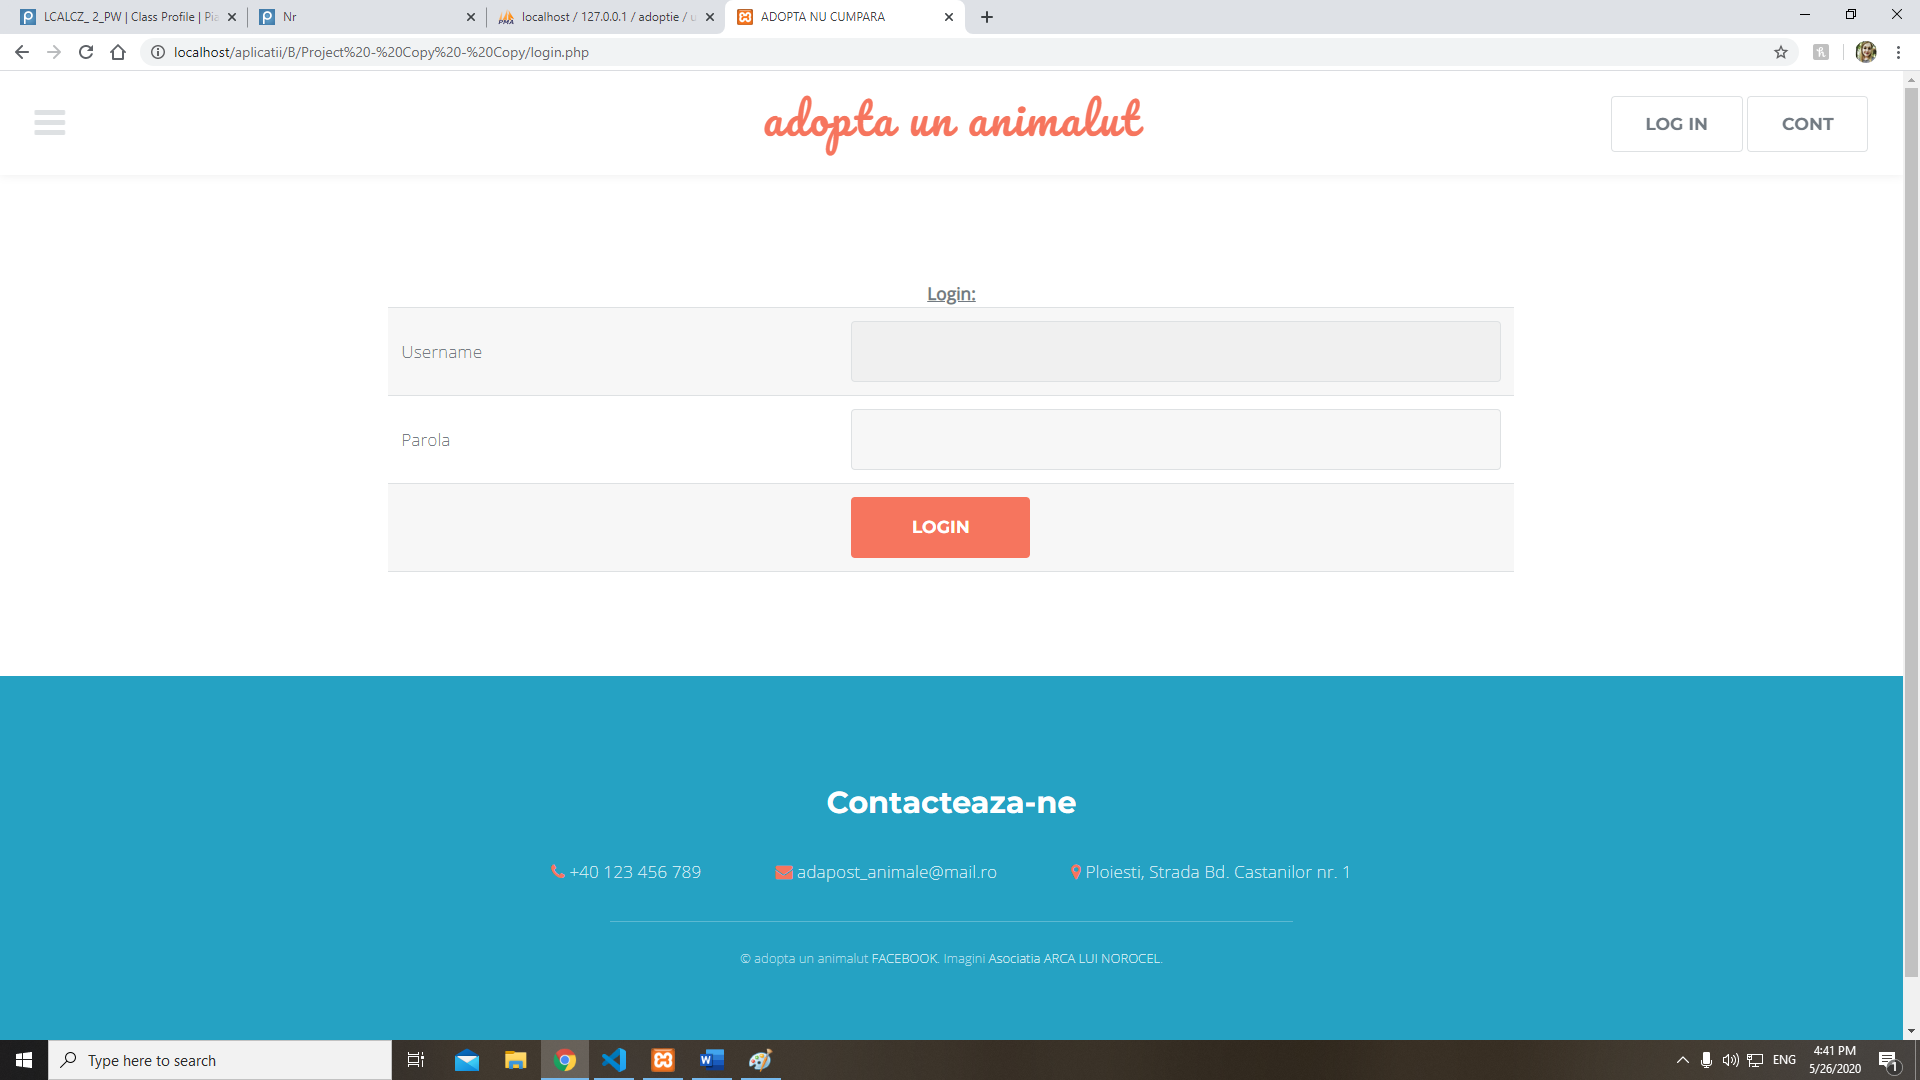 LCALCZ_ 2_PW | Class Profile | Pia
Nr
localhost / 127.0.0.1 / adoptie / u
ADOPTA NU CUMPARA
localhost/aplicatii/B/Project%20-%20Copy%20-%20Copy/login.php
adopta un animalut
LOG IN
CONT
Login:
Username
Parola
LOGIN
Contacteaza-ne
+40 123 456 789
adapost_animale@mail.ro
Ploiesti, Strada Bd. Castanilor nr. 1
© adopta un animalut FACEBOOK. Imagini Asociatia ARCA LUI NOROCEL.
Type here to search
ENG
4:41 PM
5/26/2020
1